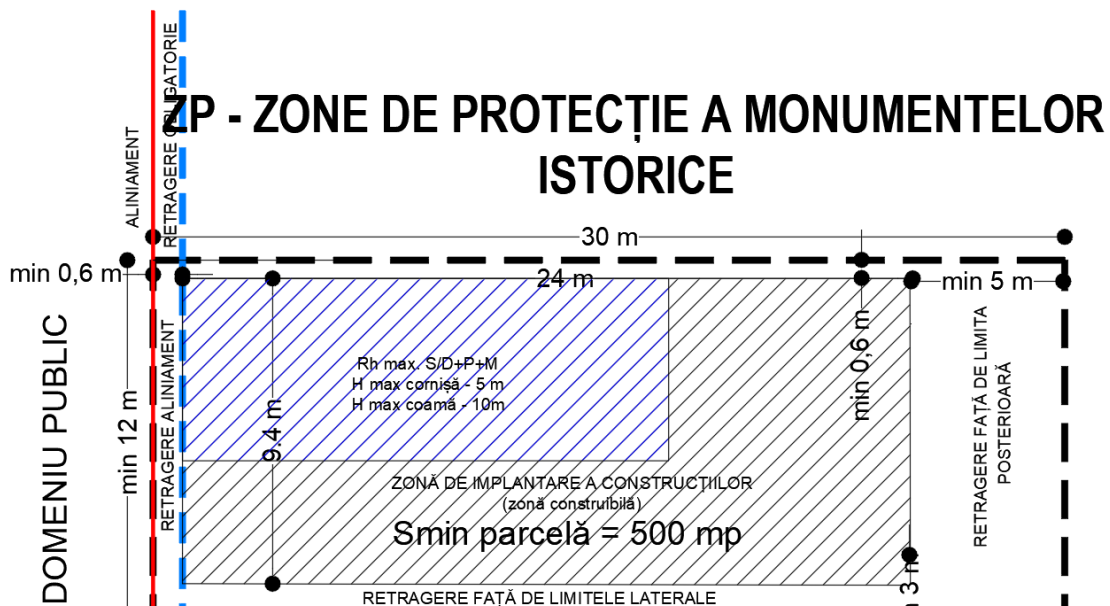 ZP - ZONE DE PROTECȚIE A MONUMENTELOR
ISTORICE
ALINIAMENT
RETRAGERE OBLIGATORIE
30 m
min 0,6 m
24 m
min 5 m
DOMENIU PUBLIC
min 12 m
RETRAGERE ALINIAMENT
9.4 m
Rh max. S/D+P+M
H max cornișă - 5 m
H max coamă - 10m
min 0,6 m
RETRAGERE FAȚĂ DE LIMITA
POSTERIOARĂ
ZONĂ DE IMPLANTARE A CONSTRUCȚIILOR
(zonă construibilă)
Smin parcelă = 500 mp
3 m
RETRAGERE FAȚĂ DE LIMITELE LATERALE